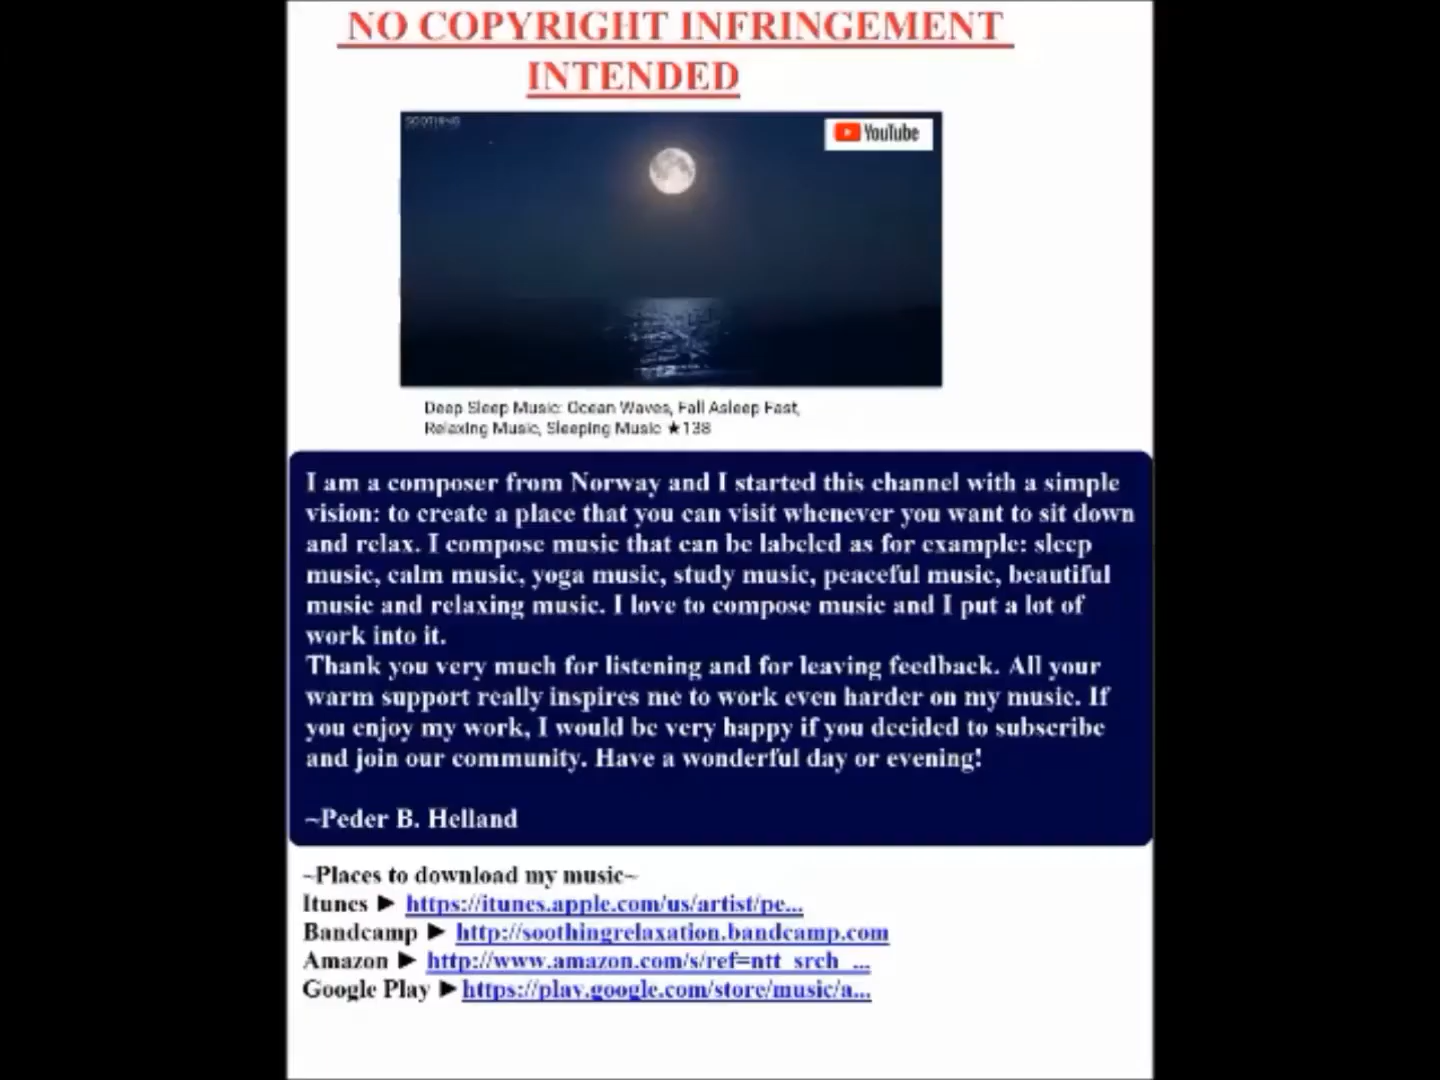 NO COPYRIGHT INFRINGEMENT
INTENDED
SOOTHING
YouTube
Deep Sleep Music: Ocean Waves, Fall Asleep Fast,
Relaxing Music, Sleeping Music ★138
I am a composer from Norway and I started this channel with a simple
vision: to create a place that you can visit whenever you want to sit down
and relax. I compose music that can be labeled as for example: sleep
music, calm music, yoga music, study music, peaceful music, beautiful
music and relaxing music. I love to compose music and I put a lot of
work into it.
Thank you very much for listening and for leaving feedback. All your
warm support really inspires me to work even harder on my music. If
you enjoy my work, I would be very happy if you decided to subscribe
and join our community. Have a wonderful day or evening!
~Peder B. Helland
~Places to download my music~
Itunes ► https://itunes.apple.com/us/artist/pe...
Bandcamp ► http://soothingrelaxation.bandcamp.com
Amazon ► http://www.amazon.com/s/ref=ntt_srch_...
Google Play ► https://play.google.com/store/music/a...